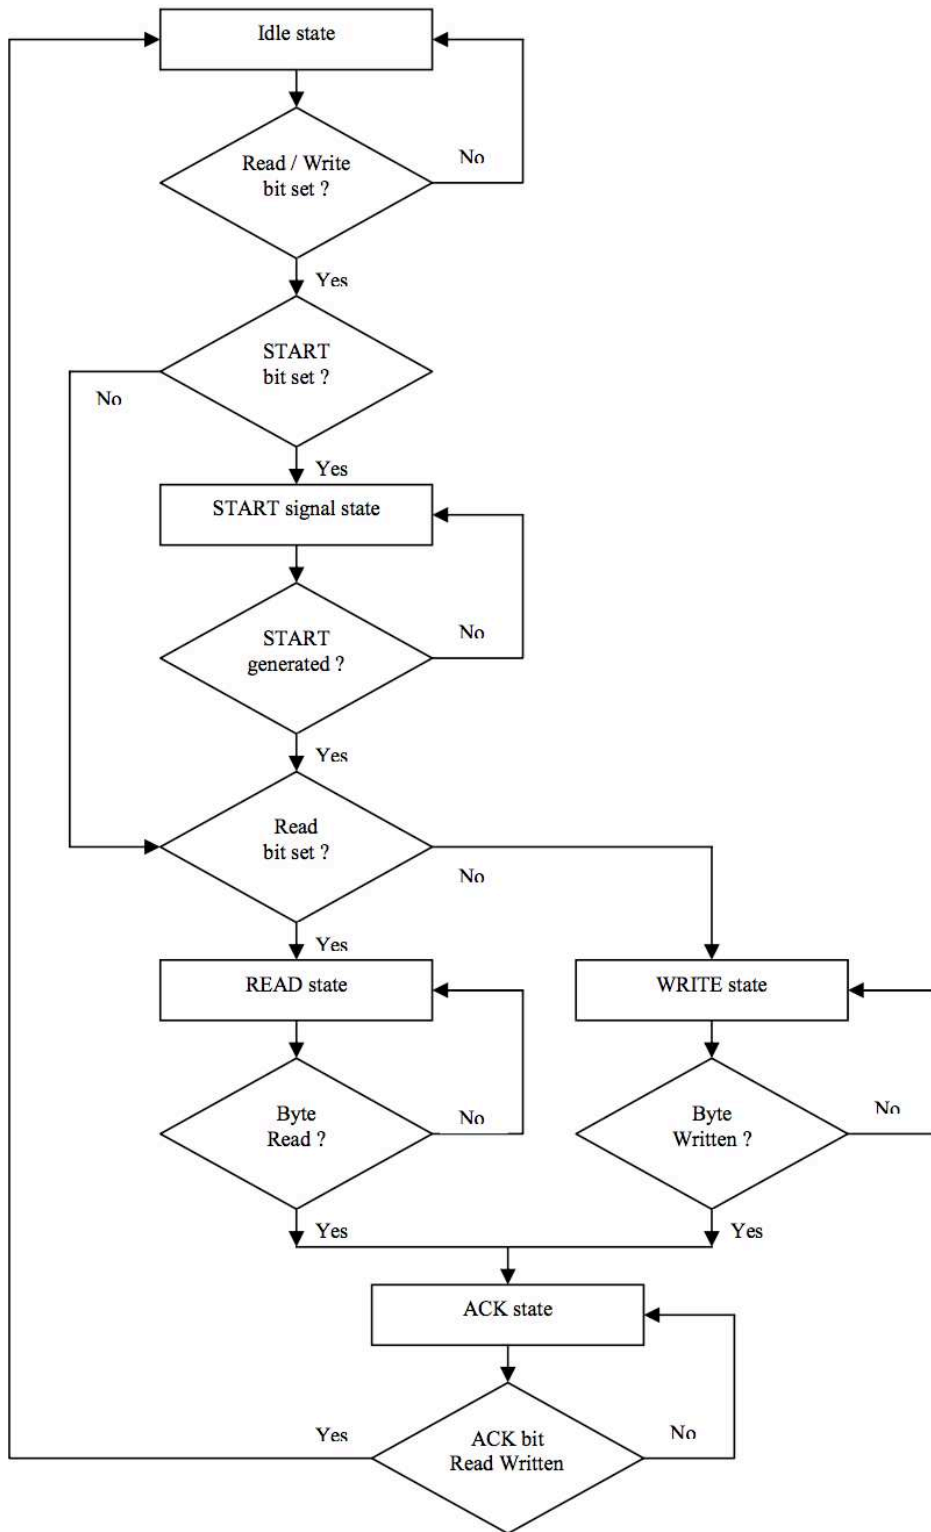 Idle state
Read / Write
bit set ?
No
Yes
START
bit set ?
No
Yes
START signal state
START
generated ?
No
Yes
Read
bit set ?
No
Yes
READ state
WRITE state
Byte
Read ?
No
Byte
Written ?
No
Yes
Yes
ACK state
Yes
ACK bit
Read Written
No